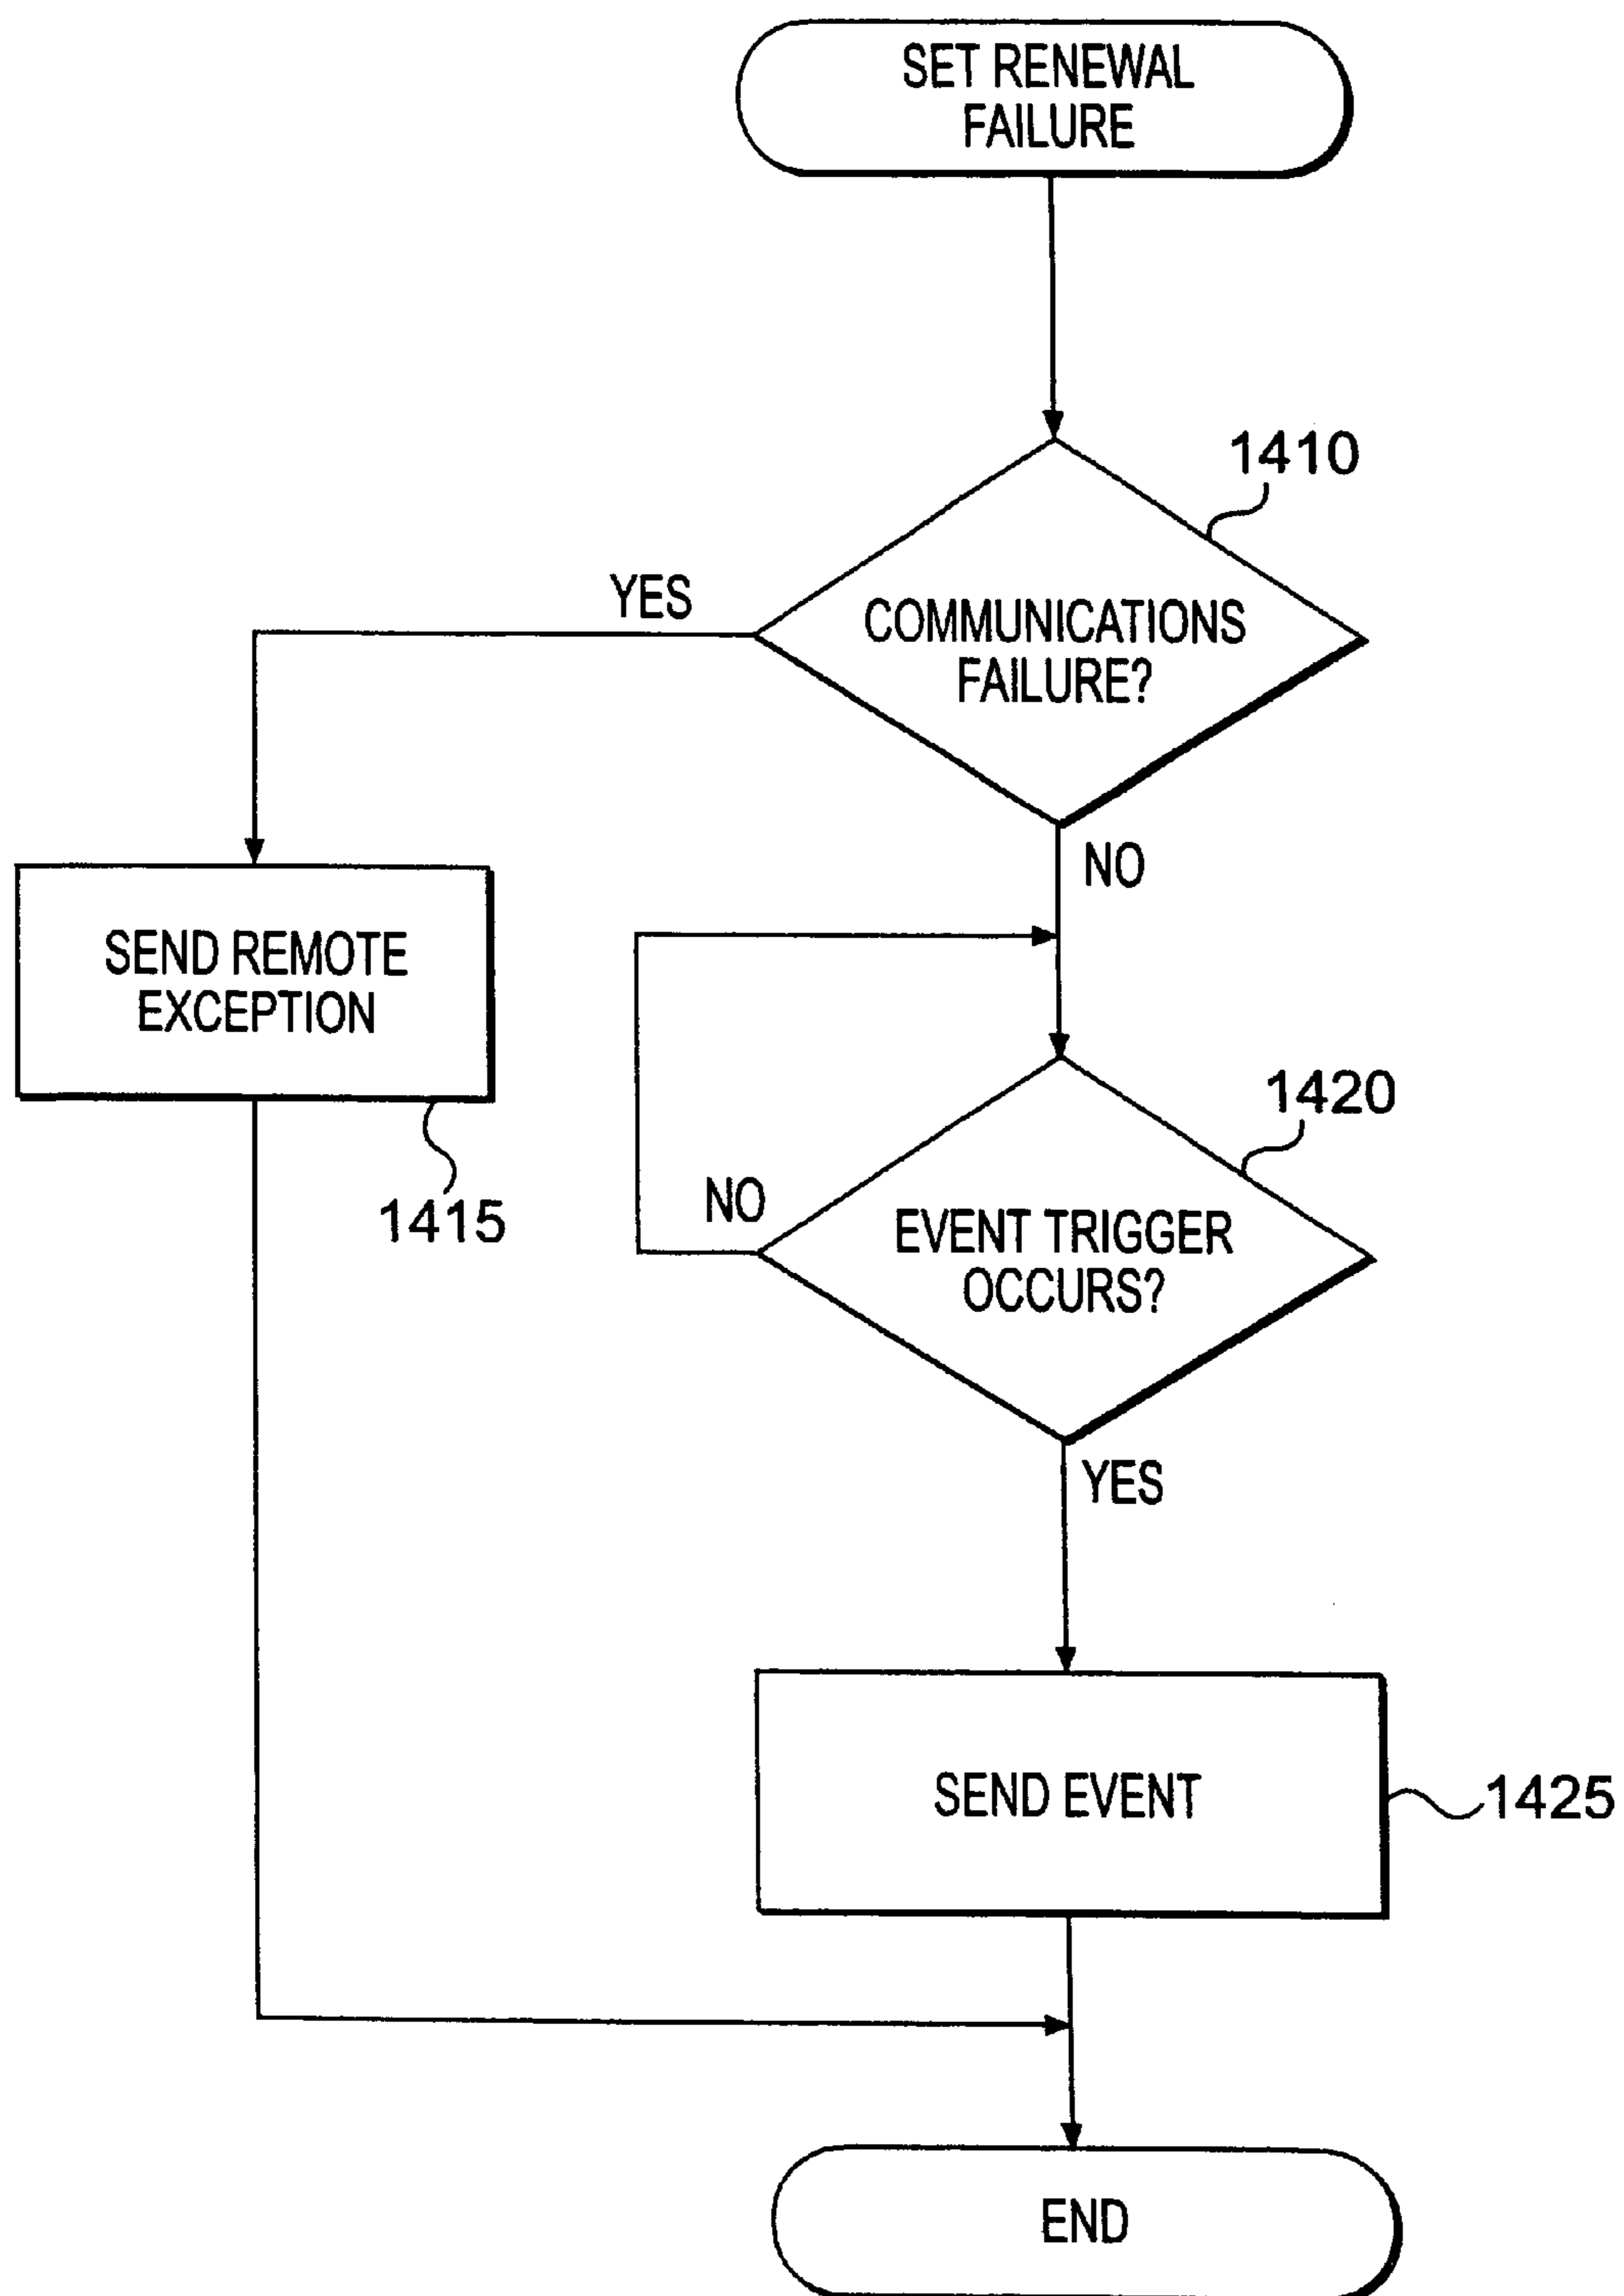 SET RENEWAL
FAILURE
1410
YES
COMMUNICATIONS
FAILURE?
NO
SEND REMOTE
EXCEPTION
1415
1420
NO
EVENT TRIGGER
OCCURS?
YES
SEND EVENT
1425
END